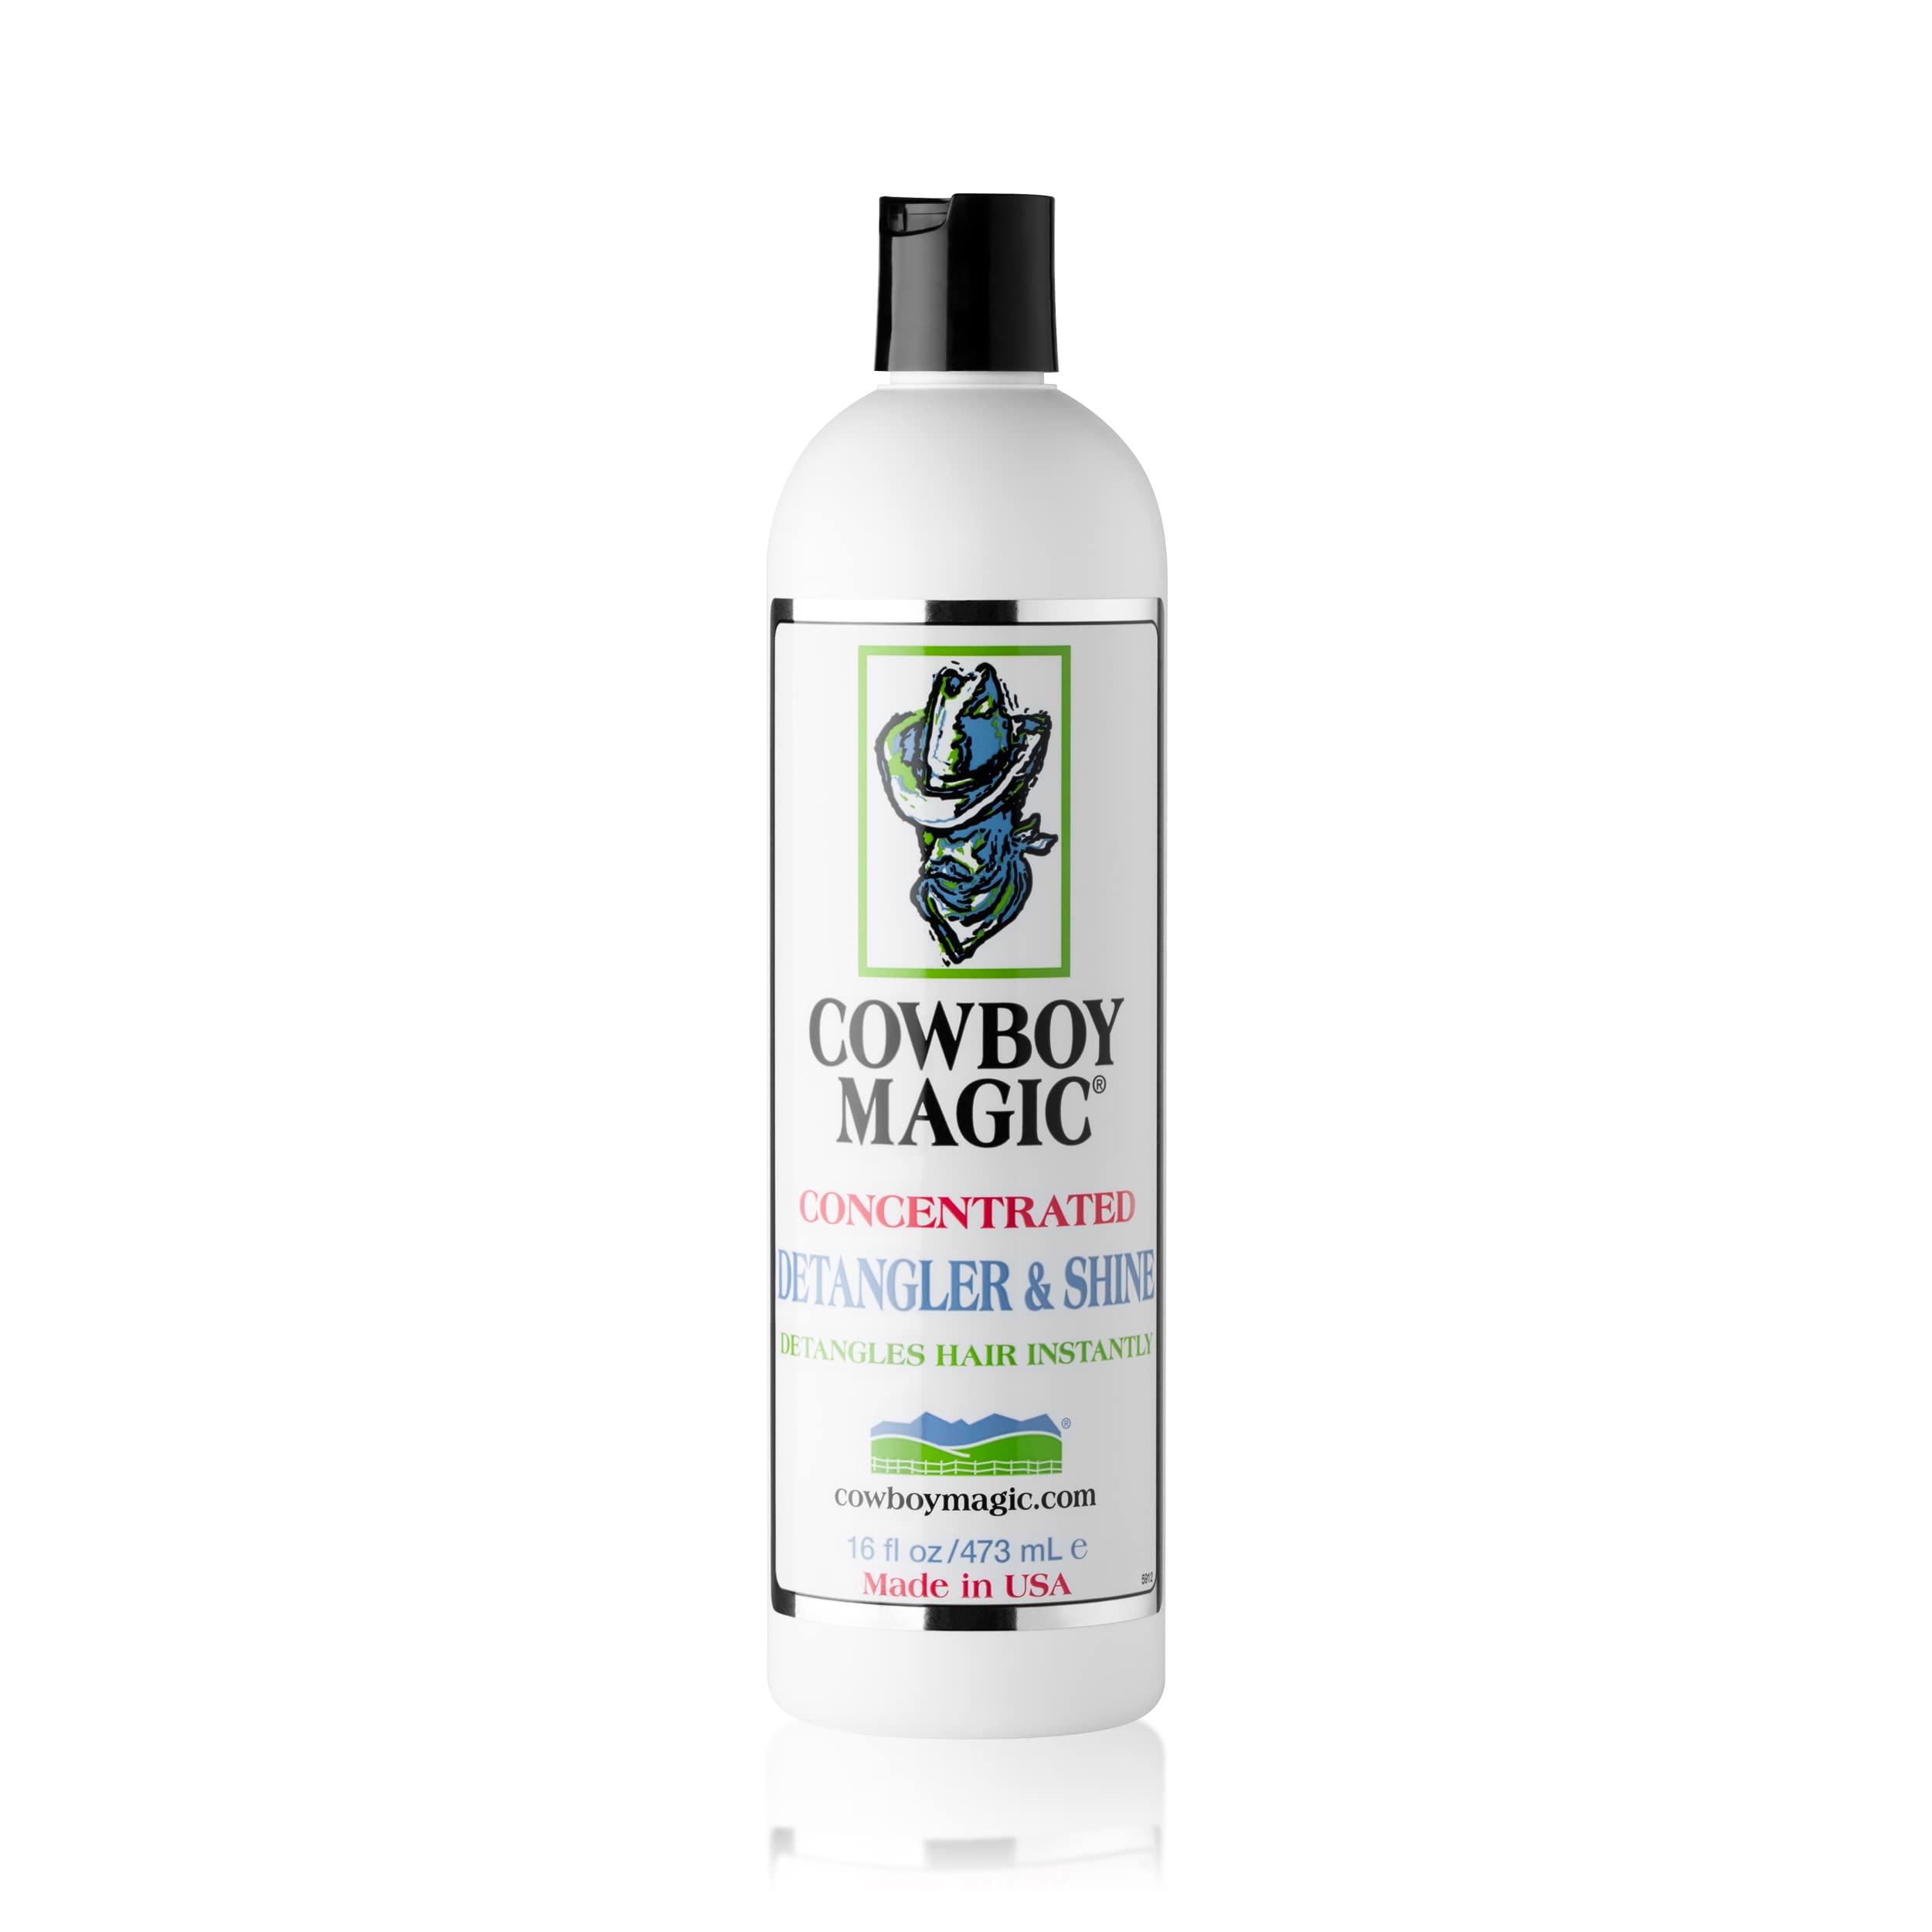 COWBOY
MAGIC®
CONCENTRATED
DETANGLER & SHINE
DETANGLES HAIR INSTANTLY
®
cowboymagic.com
16 fl oz/473 mL e
Made in USA